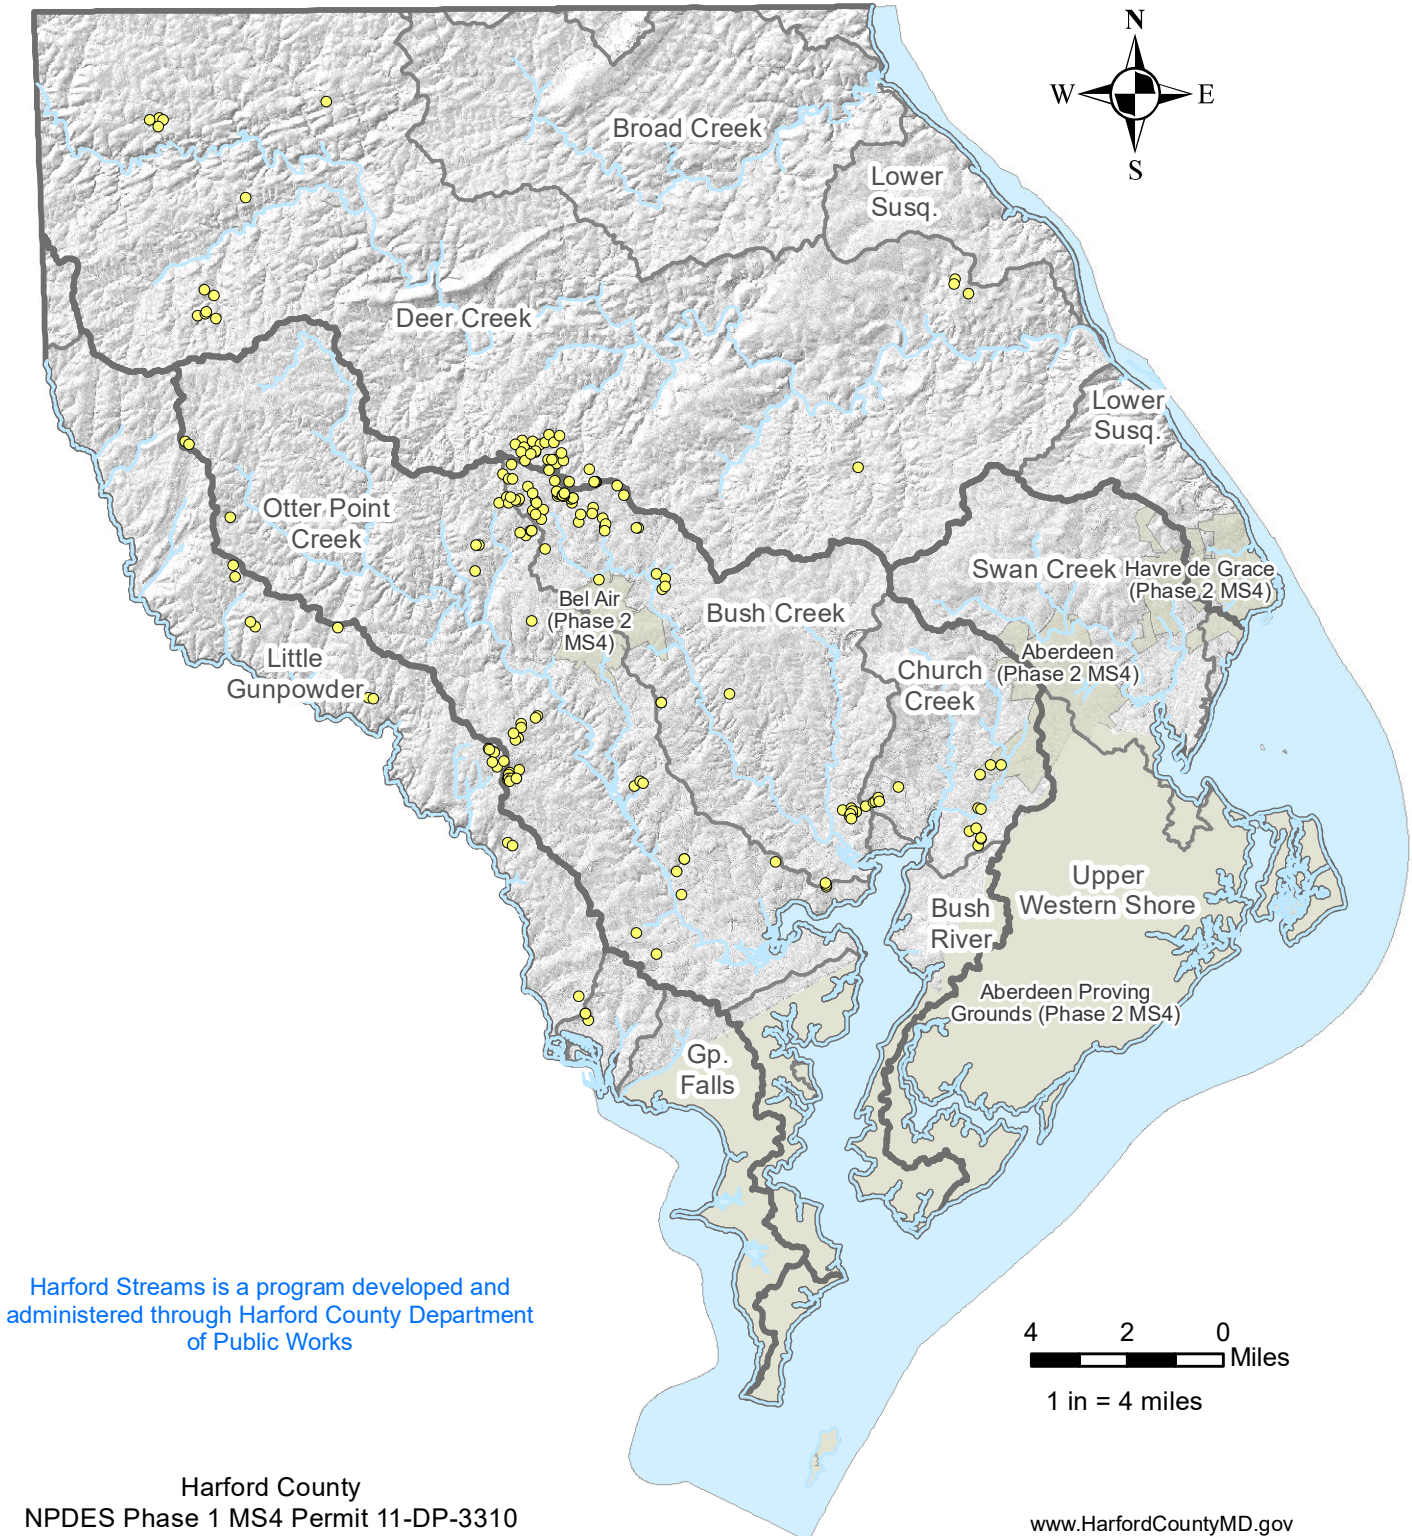 N
W
E
S
Broad Creek
Lower
Susq.
Deer Creek
Lower
Susq.
Otter Point
Creek
Swan Creek
Havre de Grace
(Phase 2 MS4)
Bel Air
(Phase 2
MS4)
Bush Creek
Aberdeen
(Phase 2 MS4)
Church
Creek
Little
Gunpowder
Upper
Western Shore
Bush
River
Aberdeen Proving
Grounds (Phase 2 MS4)
Gp.
Falls
Harford Streams is a program developed and
administered through Harford County Department
of Public Works
4 2 0
Miles
1 in = 4 miles
Harford County
NPDES Phase 1 MS4 Permit 11-DP-3310
www.HarfordCountyMD.gov